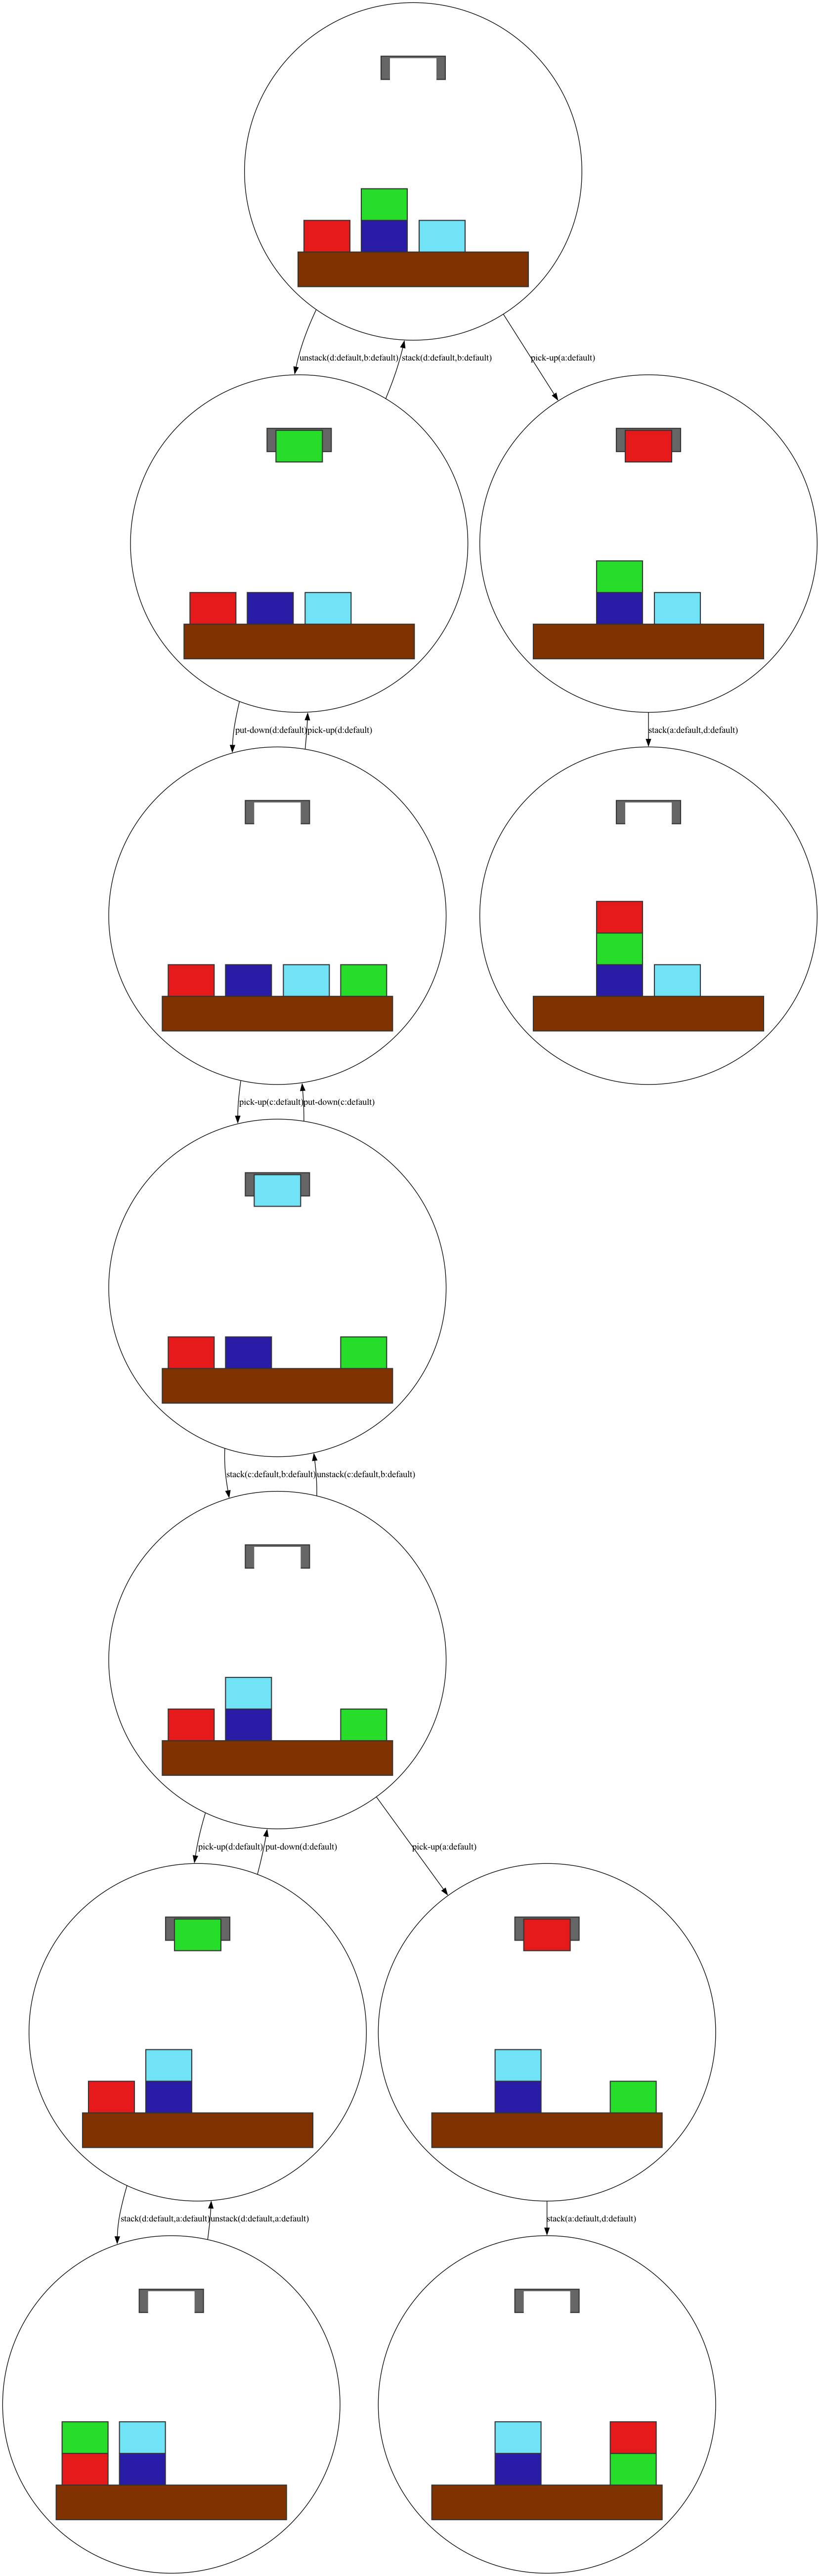 unstack(d:default,b:default)
stack(d:default,b:default)
pick-up(a:default)
put-down(d:default)
pick-up(d:default)
stack(a:default,d:default)
pick-up(c:default)
put-down(c:default)
stack(c:default,b:default)
unstack(c:default,b:default)
pick-up(d:default)
put-down(d:default)
pick-up(a:default)
stack(d:default,a:default)
unstack(d:default,a:default)
stack(a:default,d:default)